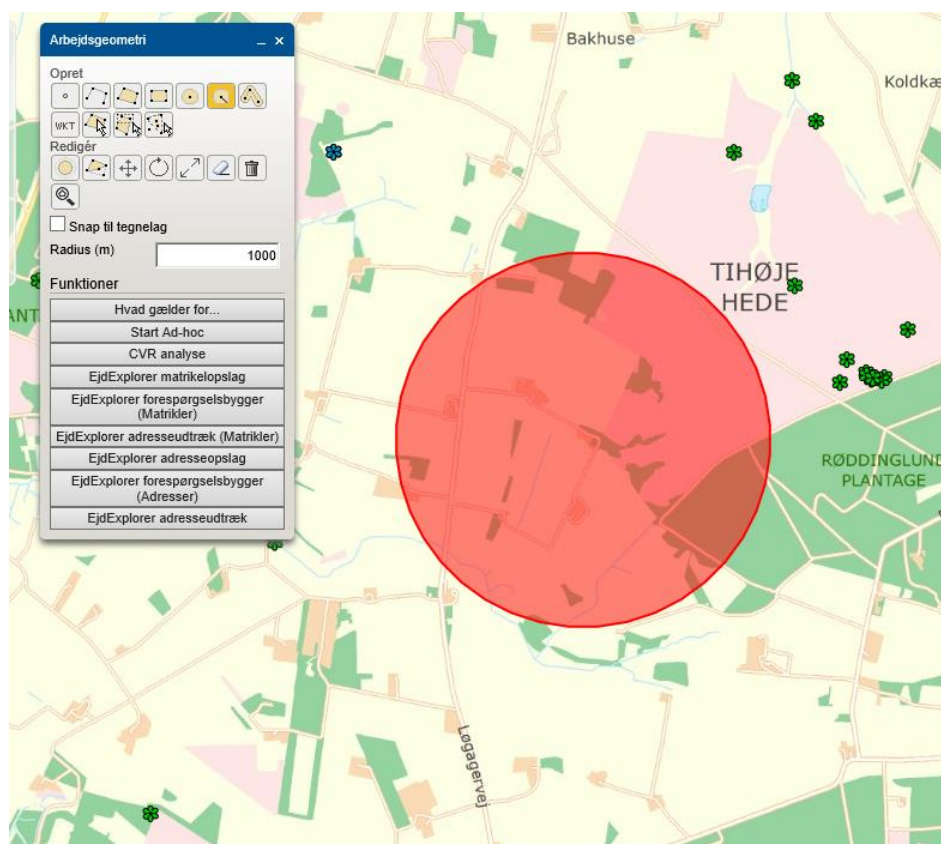 Arbejdsgeometri
Opret
WKT
Redigér
Snap til tegnelag
Radius (m) 1000
Funktioner
Hvad gælder for...
Start Ad-hoc
CVR analyse
EjdExplorer matrikelopslag
EjdExplorer forespørgselsbygger
(Matrikler)
EjdExplorer adresseudtræk (Matrikler)
EjdExplorer adresseopslag
EjdExplorer forespørgselsbygger
(Adresser)
EjdExplorer adresseudtræk
Bakhuse
Koldkæ
TIHØJE
HEDE
RØDDINGLUND
PLANTAGE
Løgagervej